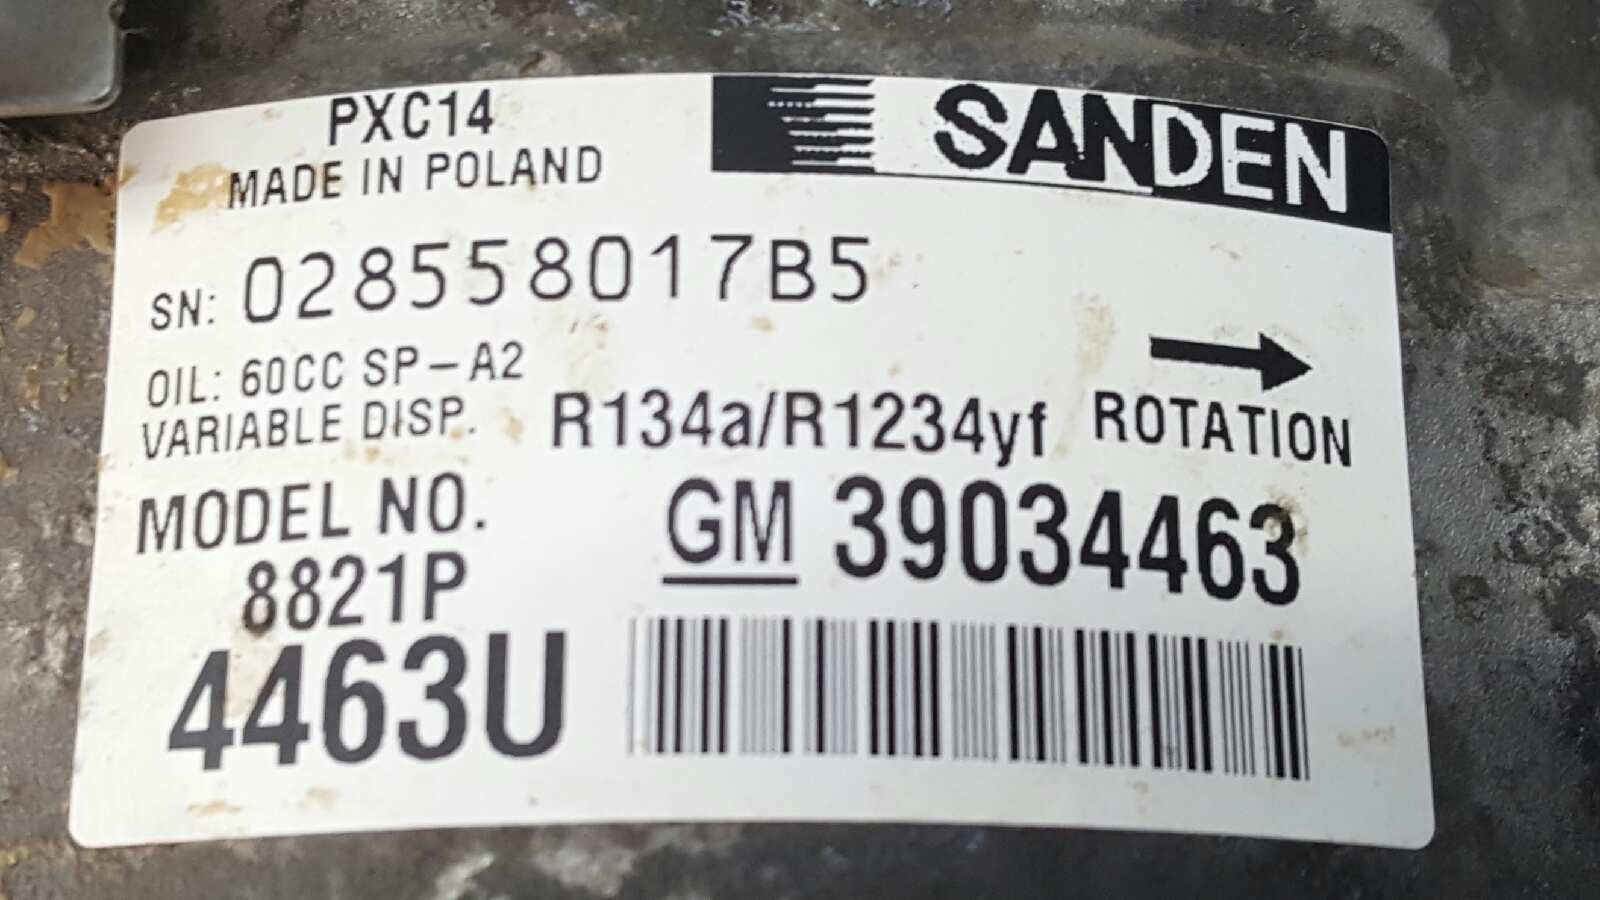 PXC14
SANDEN
MADE IN POLAND
SN: 028558017B5
OIL: 60CC SP-A2
VARIABLE DISP.
R134a/R1234yf
ROTATION
MODEL NO.
8821P
GM 39034463
4463U